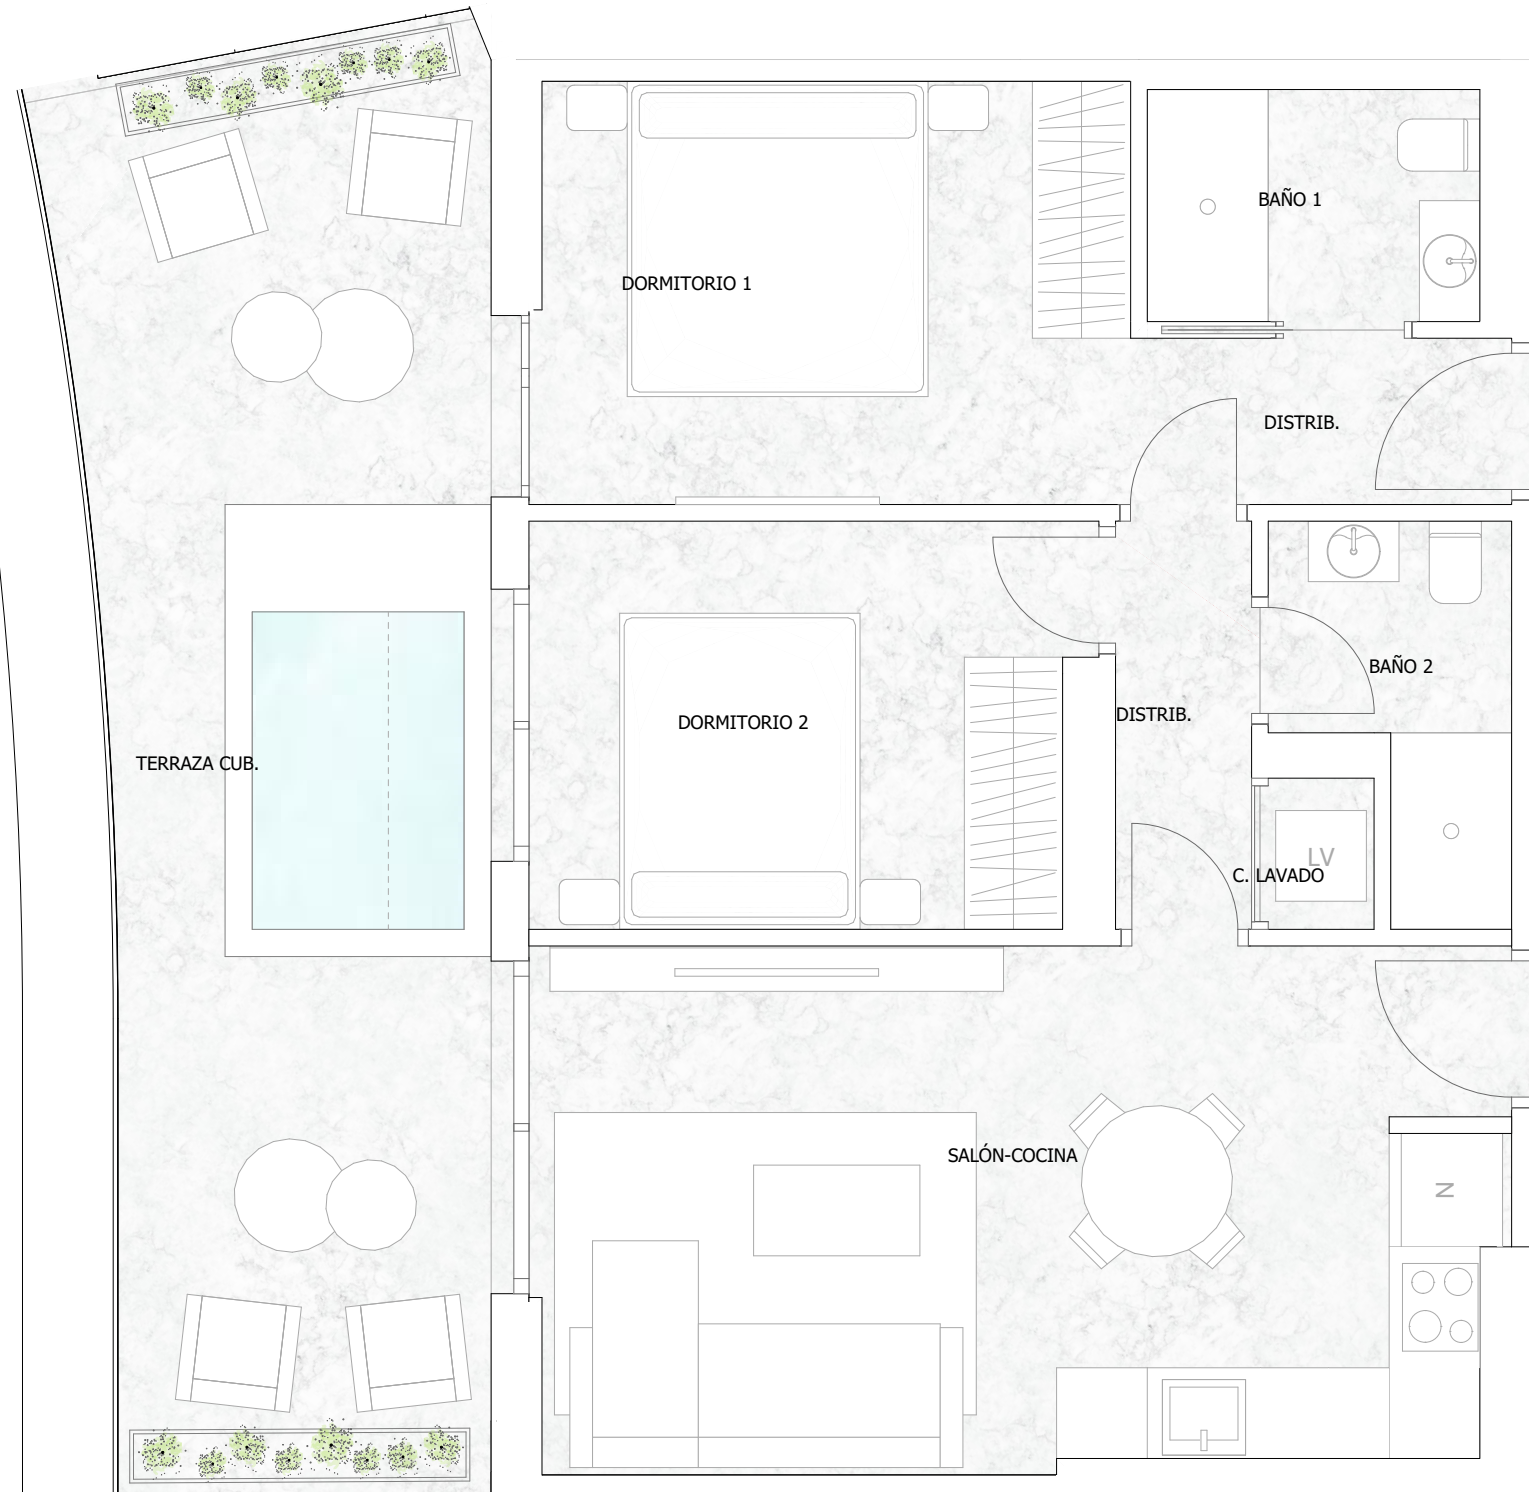 BAÑO 1
DORMITORIO 1
DISTRIB.
BAÑO 2
DISTRIB.
DORMITORIO 2
TERRAZA CUB.
LV
C. LAVADO
SALÓN-COCINA
N